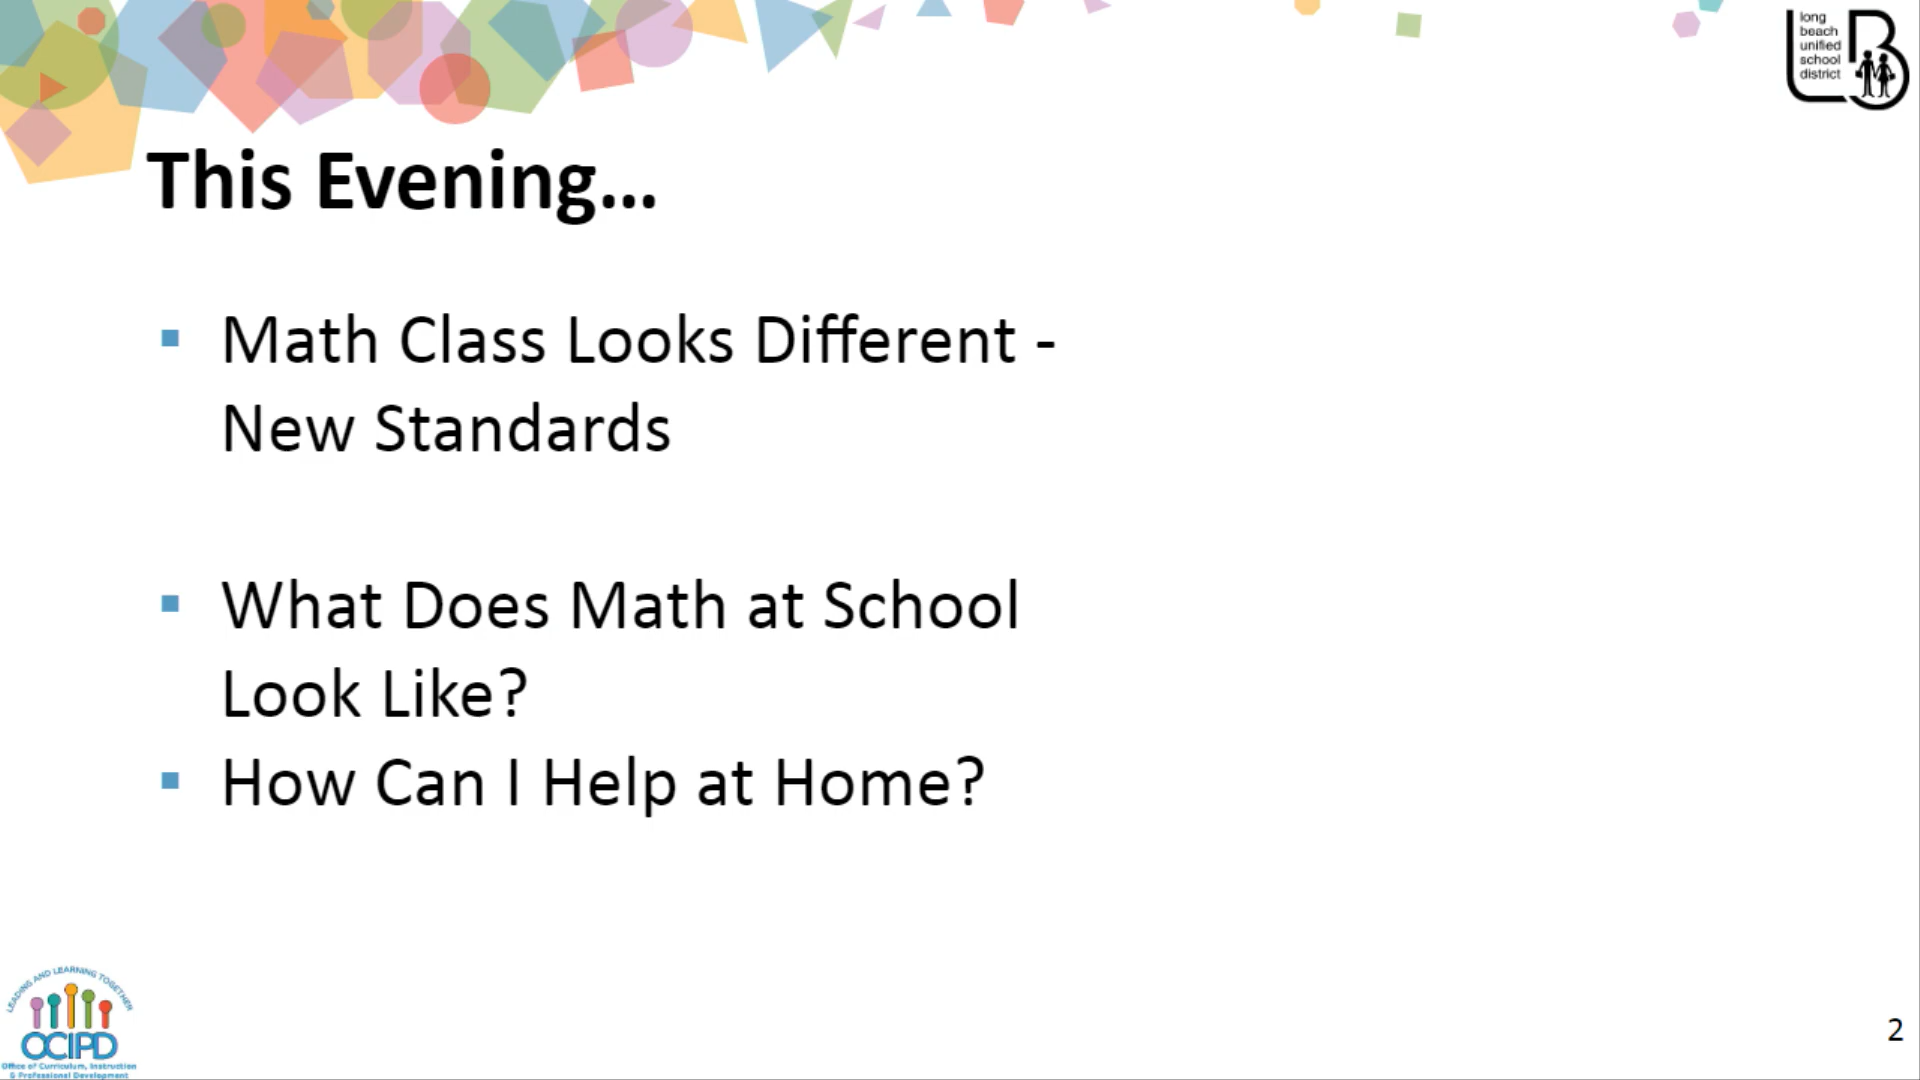 long
beach
unified
school
district
This Evening...
▪ Math Class Looks Different -
New Standards
▪ What Does Math at School
Look Like?
▪ How Can I Help at Home?
LEADING AND LEARNING TOGETHER
OCIPD
Office of Curriculum, Instruction
& Professional Development
2